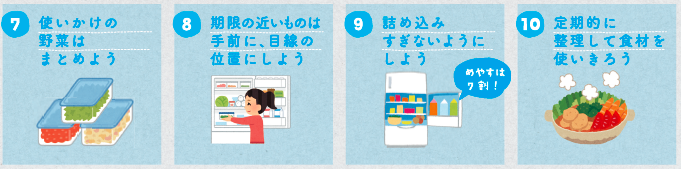 7
使いかけの
野菜は
まとめよう
8
期限の近いものは
手前に、目線の
位置にしよう
9
詰め込み
すぎないように
しよう
めやすは
7割！
10
定期的に
整理して食材を
使いきろう